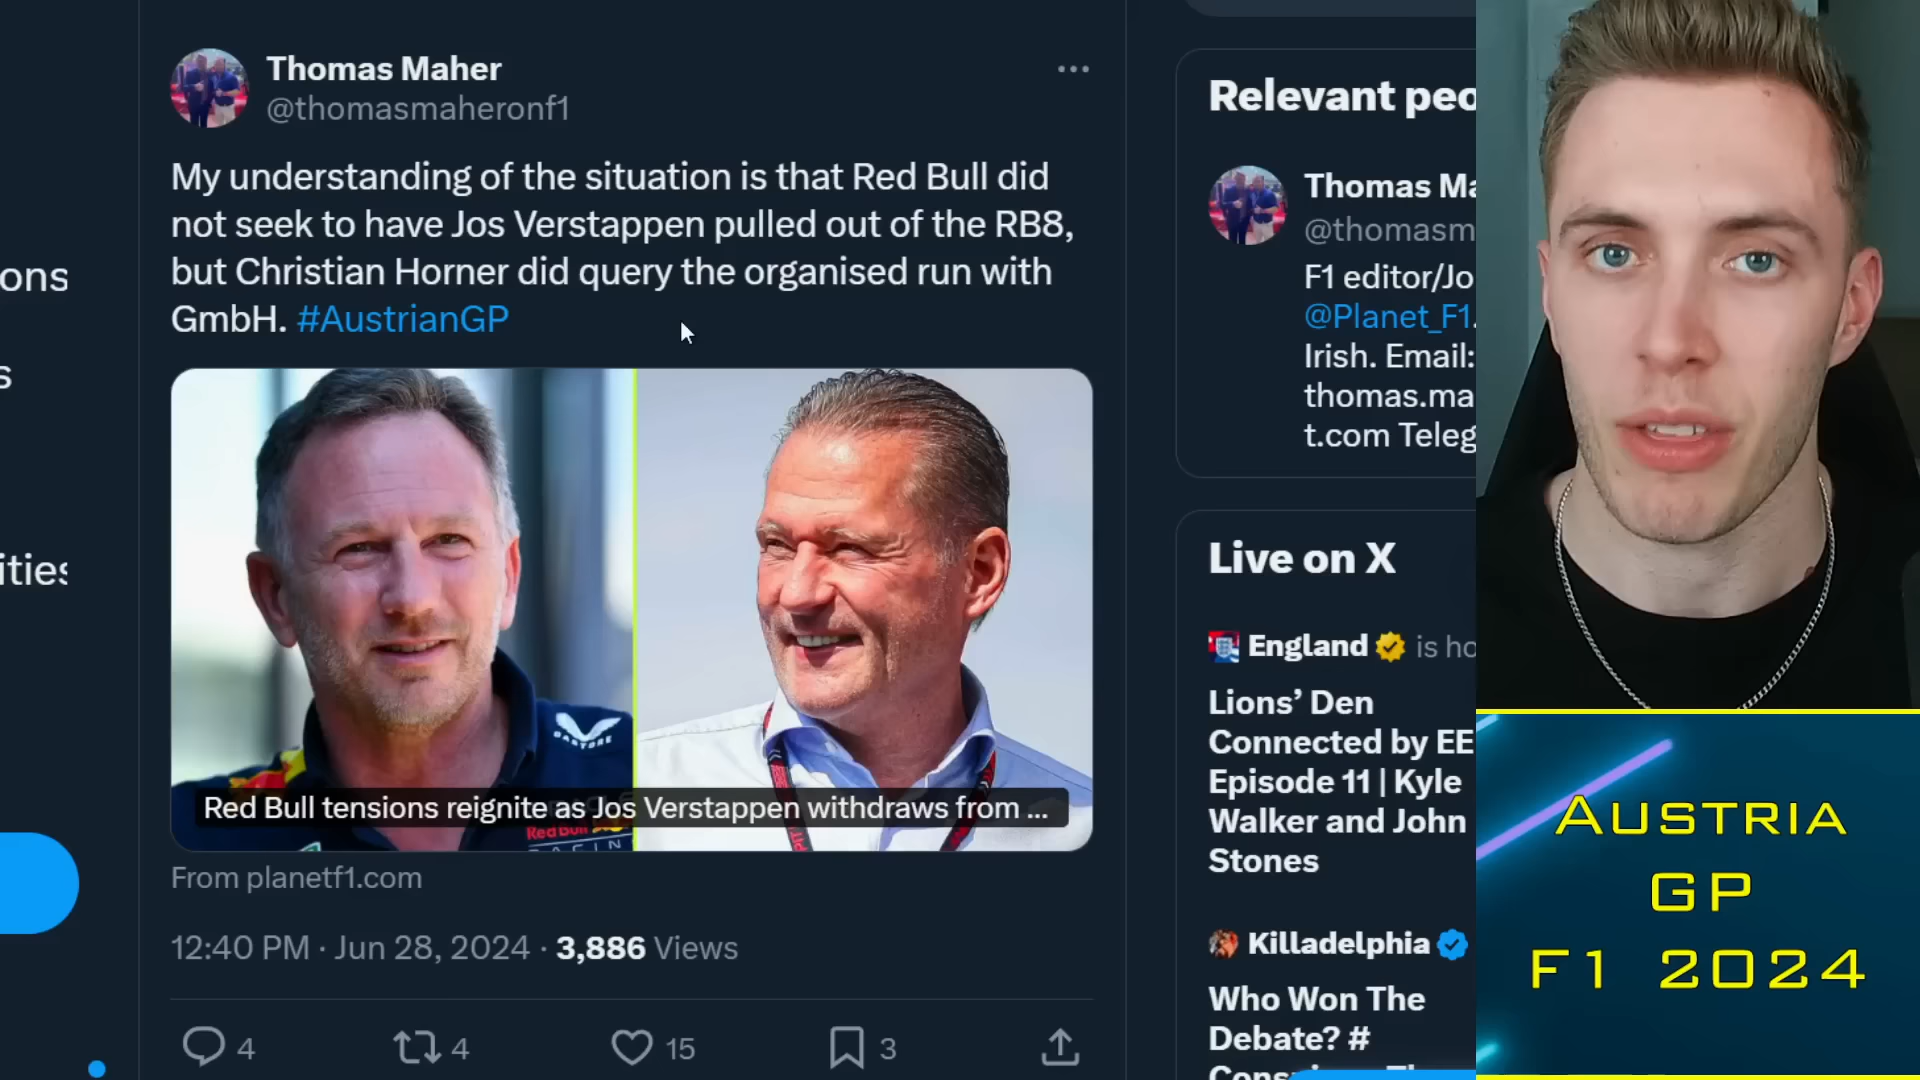 ons
s
ities
Thomas Maher
@thomasmaheronf1
My understanding of the situation is that Red Bull did
not seek to have Jos Verstappen pulled out of the RB8,
but Christian Horner did query the organised run with
GmbH. #AustrianGP
CASTORE
Red Bull
Red Bull tensions reignite as Jos Verstappen withdraws from ...
From planetf1.com
12:40 PM · Jun 28, 2024 · 3,886 Views
4
4
15
3
Relevant peo
Thomas Ma
@thomasm
F1 editor/Jo
@Planet_F1.
Irish. Email:
thomas.ma
t.com Teleg
Live on X
England is ho
Lions’ Den
Connected by EE
Episode 11 | Kyle
Walker and John
Stones
Killadelphia
Who Won The
Debate? #
AUSTRIA
GP
F1 2024